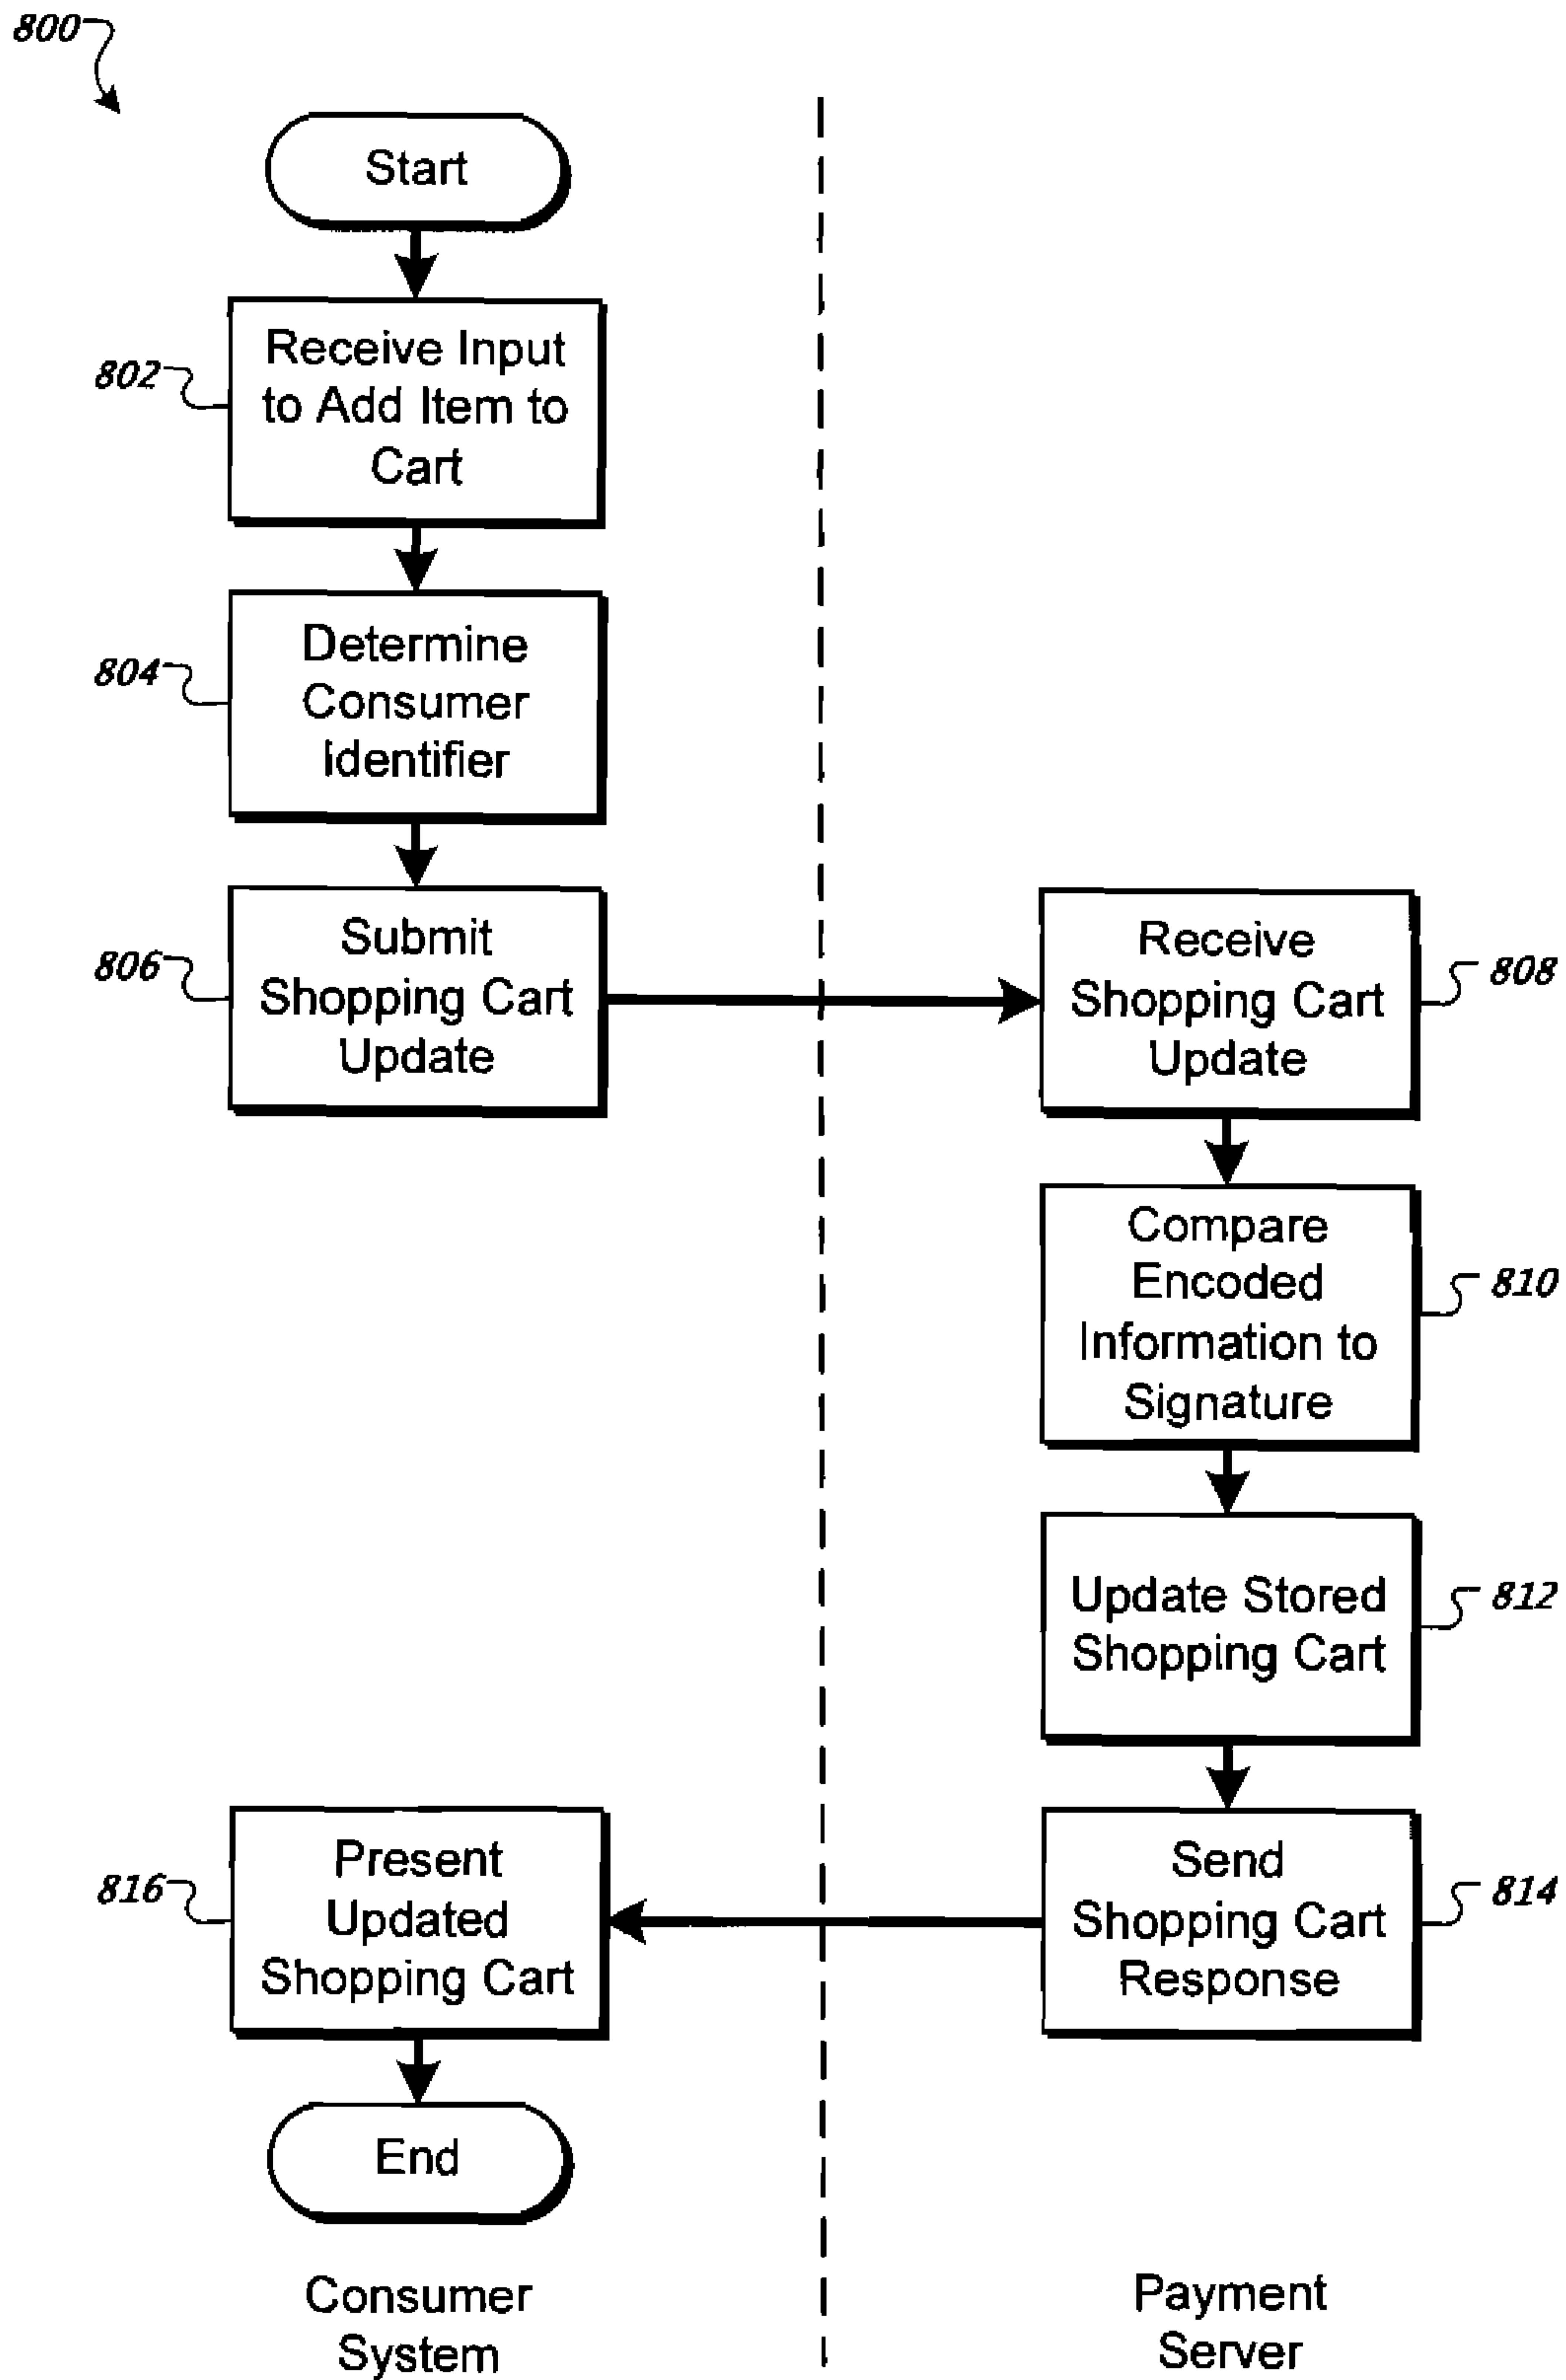 800
Start
802
Receive Input
to Add Item to
Cart
804
Determine
Consumer
Identifier
806
Submit
Shopping Cart
Update
Receive
Shopping Cart
Update
808
Compare
Encoded
Information to
Signature
810
Update Stored
Shopping Cart
812
Send
Shopping Cart
Response
814
816
Present
Updated
Shopping Cart
End
Consumer
System
Payment
Server